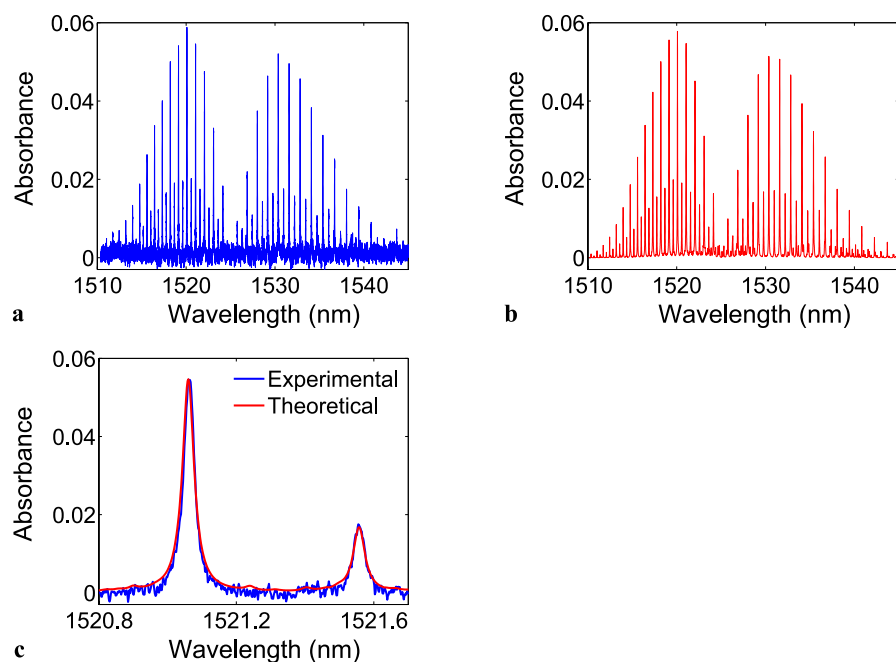 0.06
0.04
0.02
0
Absorbance
1510 1520 1530 1540
Wavelength (nm)
a
0.06
0.04
0.02
0
Absorbance
1510 1520 1530 1540
Wavelength (nm)
b
0.06
0.04
0.02
0
Absorbance
Experimental
Theoretical
1520.8 1521.2 1521.6
Wavelength (nm)
c